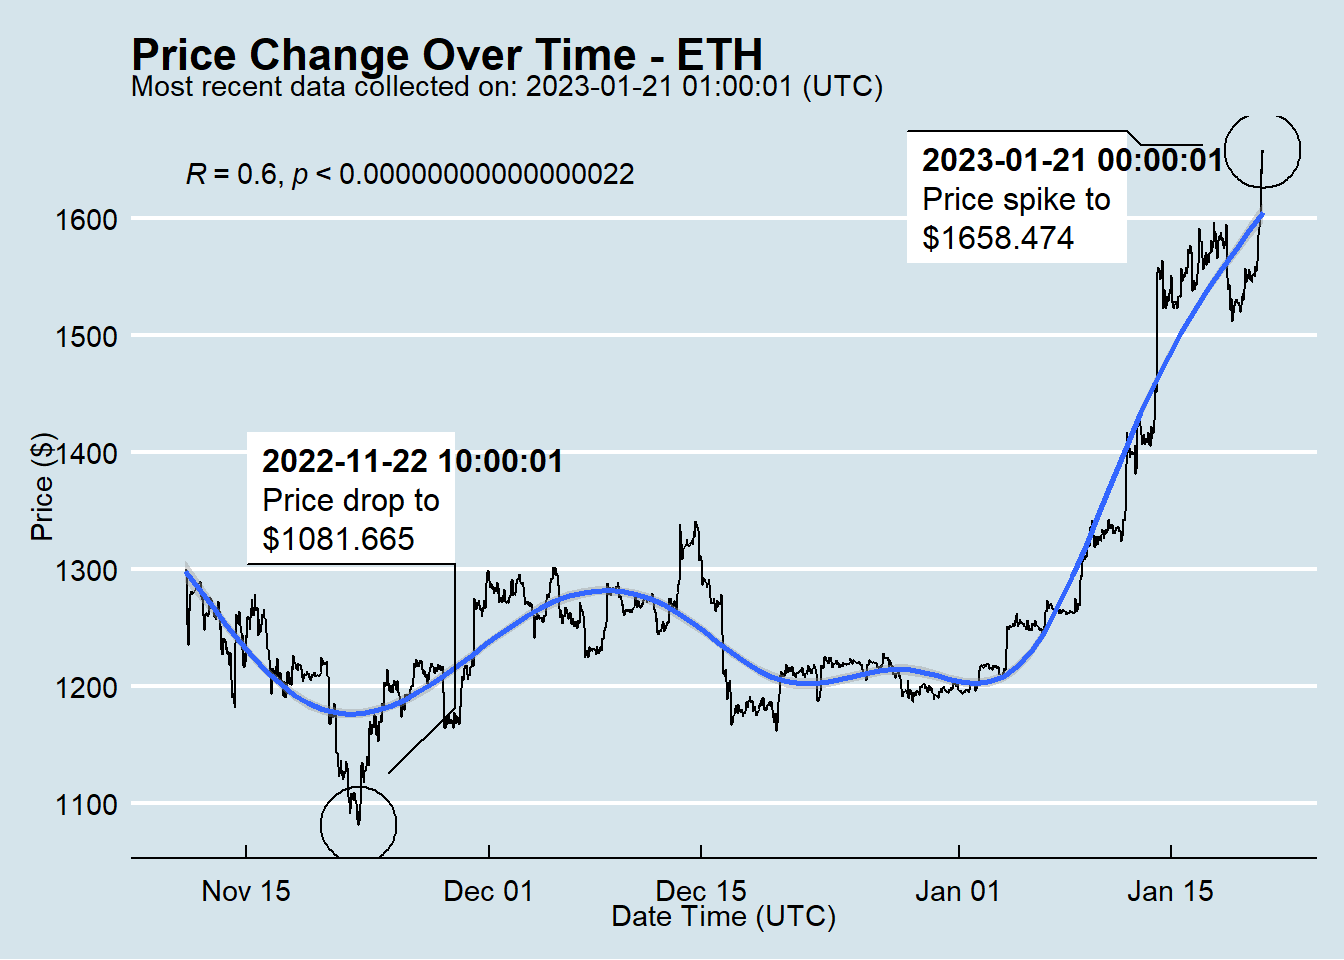 Price Change Over Time - ETH
Most recent data collected on: 2023-01-21 01:00:01 (UTC)
R = 0.6, p < 0.00000000000000022
2023-01-21 00:00:01
Price spike to
$1658.474
1600
1500
1400
1300
1200
1100
Price ($)
2022-11-22 10:00:01
Price drop to
$1081.665
Nov 15
Dec 01
Dec 15
Jan 01
Jan 15
Date Time (UTC)